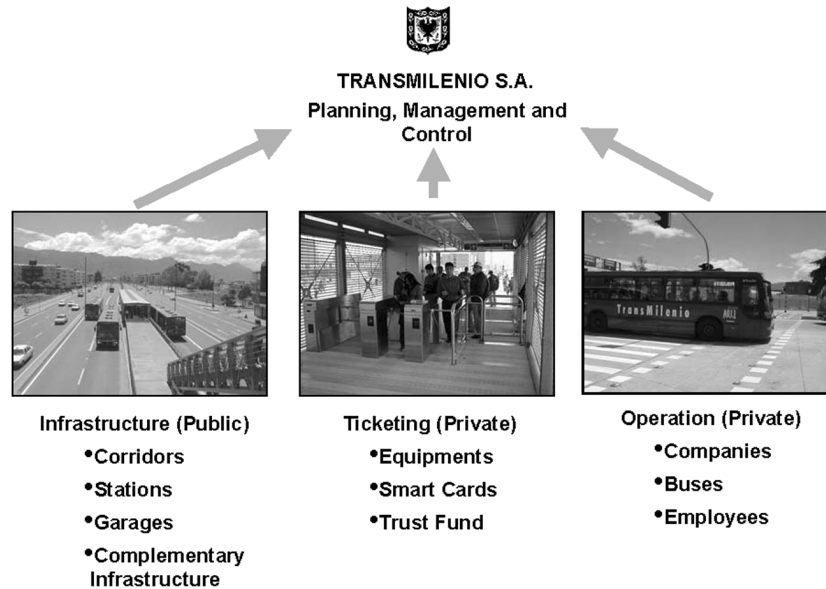 TRANSMILENIO S.A.
Planning, Management and
Control
TransMilenio
Infrastructure (Public)
•Corridors
•Stations
•Garages
•Complementary
Infrastructure
Ticketing (Private)
•Equipments
•Smart Cards
•Trust Fund
Operation (Private)
•Companies
•Buses
•Employees